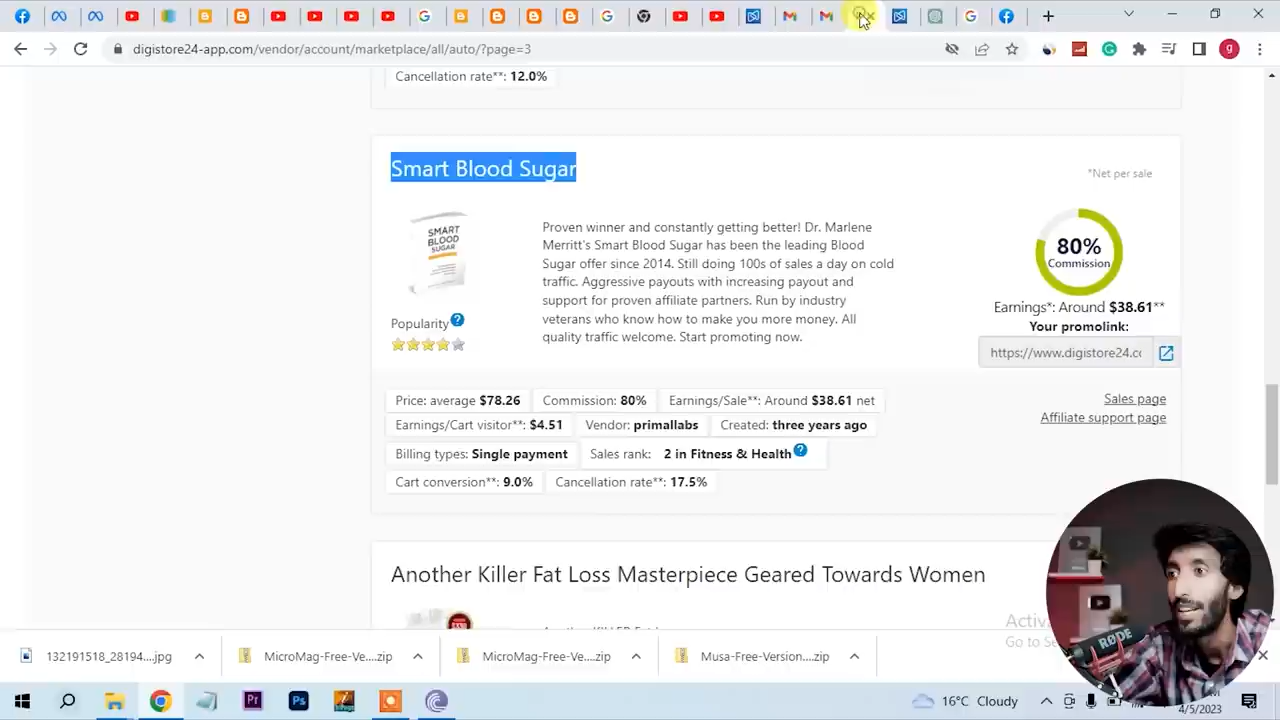 digistore24-app.com/vendor/account/marketplace/all/auto/?page=3
g
Cancellation rate**: 12.0%
Smart Blood Sugar
*Net per sale
SMART
BLOOD
SUGAR
Proven winner and constantly getting better! Dr. Marlene
Merritt's Smart Blood Sugar has been the leading Blood
Sugar offer since 2014. Still doing 100s of sales a day on cold
traffic. Aggressive payouts with increasing payout and
support for proven affiliate partners. Run by industry
veterans who know how to make you more money. All
quality traffic welcome. Start promoting now.
80%
Commission
Earnings*: Around $38.61**
Your promolink:
https://www.digistore24.cc
Popularity
Price: average $78.26
Commission: 80%
Earnings/Sale**: Around $38.61 net
Sales page
Affiliate support page
Earnings/Cart visitor**: $4.51
Vendor: primallabs
Created: three years ago
Billing types: Single payment
Sales rank: 2 in Fitness & Health
Cart conversion**: 9.0%
Cancellation rate**: 17.5%
Another Killer Fat Loss Masterpiece Geared Towards Women
Go to Se
RØDE
132191518_28194....jpg
MicroMag-Free-Ve....zip
MicroMag-Free-Ve....zip
Musa-Free-Version....zip
Pr
Ps
16°C Cloudy
4/5/2023